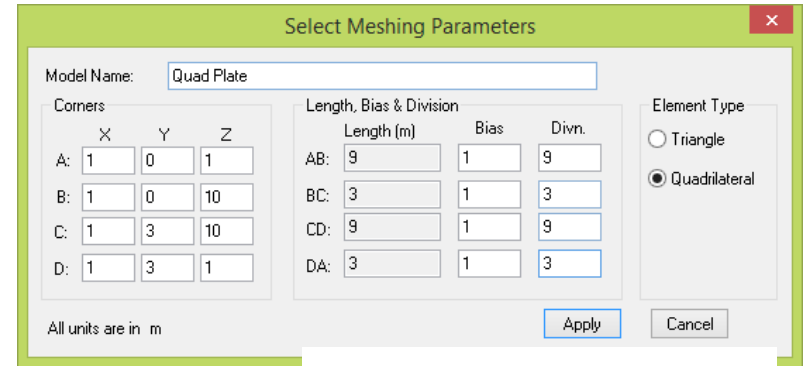 Select Meshing Parameters
×
Model Name: Quad Plate
Corners
X Y Z
A: 1 0 1
B: 1 0 10
C: 1 3 10
D: 1 3 1
Length, Bias & Division
Length (m) Bias Divn.
AB: 9 1 9
BC: 3 1 3
CD: 9 1 9
DA: 3 1 3
Element Type
Triangle
Quadrilateral
All units are in m
Apply Cancel